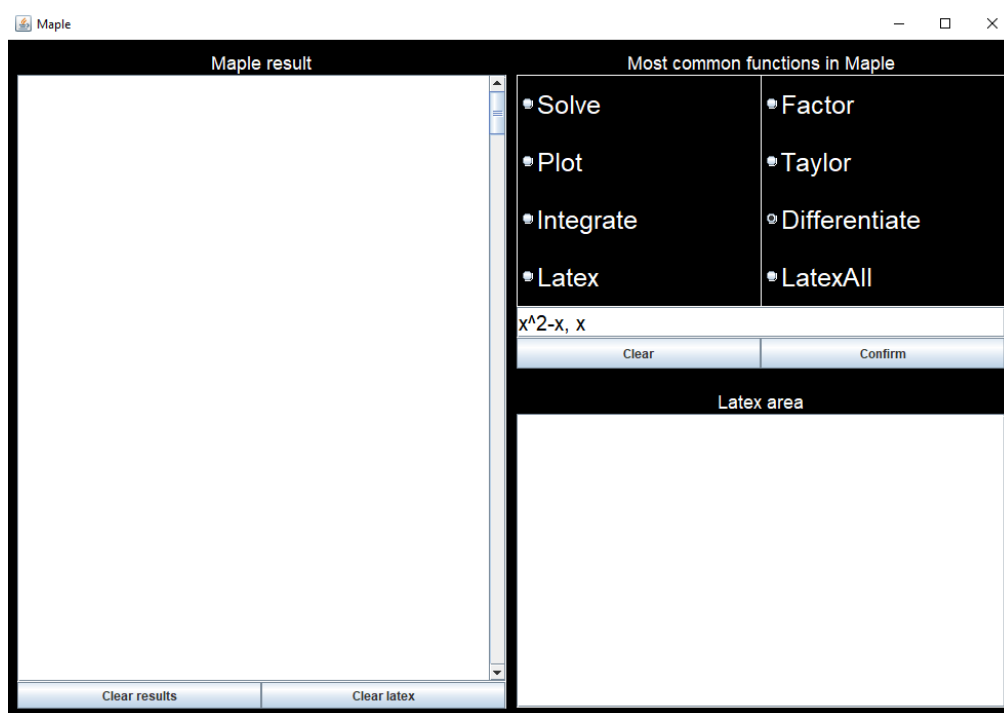 Maple
Maple result
Most common functions in Maple
Solve
Factor
Plot
Taylor
Integrate
Differentiate
Latex
LatexAll
x^2-x, x
Clear
Confirm
Latex area
Clear results
Clear latex